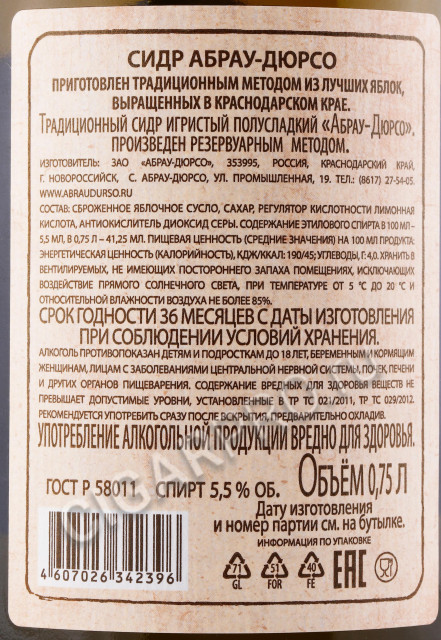 СИДР АБРАУ-ДЮРСО
ПРИГОТОВЛЕН ТРАДИЦИОННЫМ МЕТОДОМ ИЗ ЛУЧШИХ ЯБЛОК,
ВЫРАЩЕННЫХ В КРАСНОДАРСКОМ КРАЕ.
ТРАДИЦИОННЫЙ СИДР ИГРИСТЫЙ ПОЛУСЛАДКИЙ «АБРАУ-ДЮРСО».
ПРОИЗВЕДЕН РЕЗЕРВУАРНЫМ МЕТОДОМ.
ИЗГОТОВИТЕЛЬ: ЗАО «АБРАУ-ДЮРСО», 353995, РОССИЯ, КРАСНОДАРСКИЙ КРАЙ,
Г. НОВОРОССИЙСК, С. АБРАУ-ДЮРСО, УЛ. ПРОМЫШЛЕННАЯ, 19. ТЕЛ.: (8617) 27-54-05.
WWW.ABRAUDURSO.RU
СОСТАВ: СБРОЖЕННОЕ ЯБЛОЧНОЕ СУСЛО, САХАР, РЕГУЛЯТОР КИСЛОТНОСТИ ЛИМОННАЯ
КИСЛОТА, АНТИОКИСЛИТЕЛЬ ДИОКСИД СЕРЫ. СОДЕРЖАНИЕ ЭТИЛОВОГО СПИРТА В 100 МЛ –
5,5 МЛ, В 0,75 Л – 41,25 МЛ. ПИЩЕВАЯ ЦЕННОСТЬ (СРЕДНИЕ ЗНАЧЕНИЯ) НА 100 МЛ ПРОДУКТА:
ЭНЕРГЕТИЧЕСКАЯ ЦЕННОСТЬ (КАЛОРИЙНОСТЬ), КДЖ/ККАЛ: 190/45; УГЛЕВОДЫ, Г: 4,0. ХРАНИТЬ В
ВЕНТИЛИРУЕМЫХ, НЕ ИМЕЮЩИХ ПОСТОРОННЕГО ЗАПАХА ПОМЕЩЕНИЯХ, ИСКЛЮЧАЮЩИХ
ВОЗДЕЙСТВИЕ ПРЯМОГО СОЛНЕЧНОГО СВЕТА, ПРИ ТЕМПЕРАТУРЕ ОТ 5 °С ДО 20 °С И
ОТНОСИТЕЛЬНОЙ ВЛАЖНОСТИ ВОЗДУХА НЕ БОЛЕЕ 85%.
СРОК ГОДНОСТИ 36 МЕСЯЦЕВ С ДАТЫ ИЗГОТОВЛЕНИЯ
ПРИ СОБЛЮДЕНИИ УСЛОВИЙ ХРАНЕНИЯ.
АЛКОГОЛЬ ПРОТИВОПОКАЗАН ДЕТЯМ И ПОДРОСТКАМ ДО 18 ЛЕТ, БЕРЕМЕННЫМ И КОРМЯЩИМ
ЖЕНЩИНАМ, ЛИЦАМ С ЗАБОЛЕВАНИЯМИ ЦЕНТРАЛЬНОЙ НЕРВНОЙ СИСТЕМЫ, ПОЧЕК, ПЕЧЕНИ
И ДРУГИХ ОРГАНОВ ПИЩЕВАРЕНИЯ. СОДЕРЖАНИЕ ВРЕДНЫХ ДЛЯ ЗДОРОВЬЯ ВЕЩЕСТВ НЕ
ПРЕВЫШАЕТ ДОПУСТИМЫЕ УРОВНИ, УСТАНОВЛЕННЫЕ В ТР ТС 021/2011, ТР ТС 029/2012.
РЕКОМЕНДУЕТСЯ УПОТРЕБИТЬ СРАЗУ ПОСЛЕ ВСКРЫТИЯ, ПРЕДВАРИТЕЛЬНО ОХЛАДИВ.
УПОТРЕБЛЕНИЕ АЛКОГОЛЬНОЙ ПРОДУКЦИИ ВРЕДНО ДЛЯ ЗДОРОВЬЯ.
ГОСТ Р 58011 СПИРТ 5,5 % ОБ. ОБЪЁМ 0,75 Л
Дату изготовления
и номер партии см. на бутылке.
ИНФОРМАЦИЯ ПО УПАКОВКЕ
71 51 40
GL FOR FE
EAC
4 607026 342396
CIGARPRO.RU